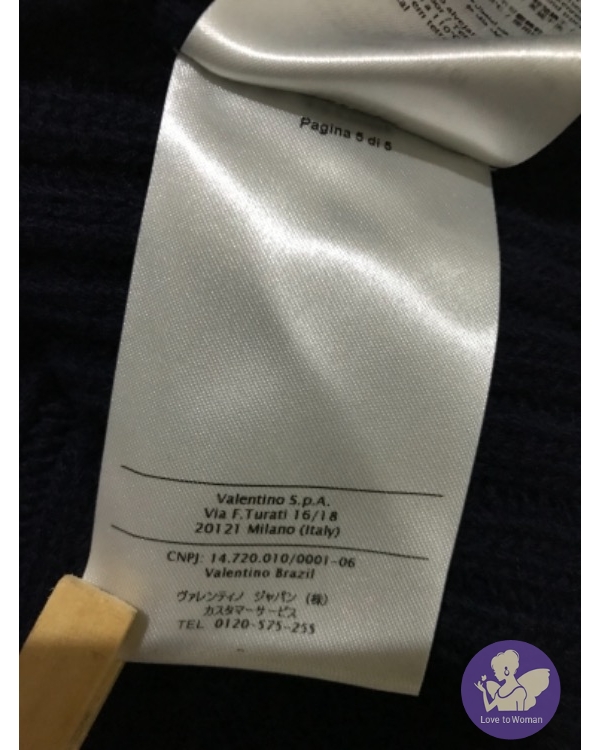 Pagina 5 di 5
Valentino S.p.A.
Via F.Turati 16/18
20121 Milano (Italy)
CNPJ: 14.720.010/0001-06
Valentino Brazil
ヴァレンティノ ジャパン (株)
カスタマーサービス
TEL 0120-575-255
Love to Woman